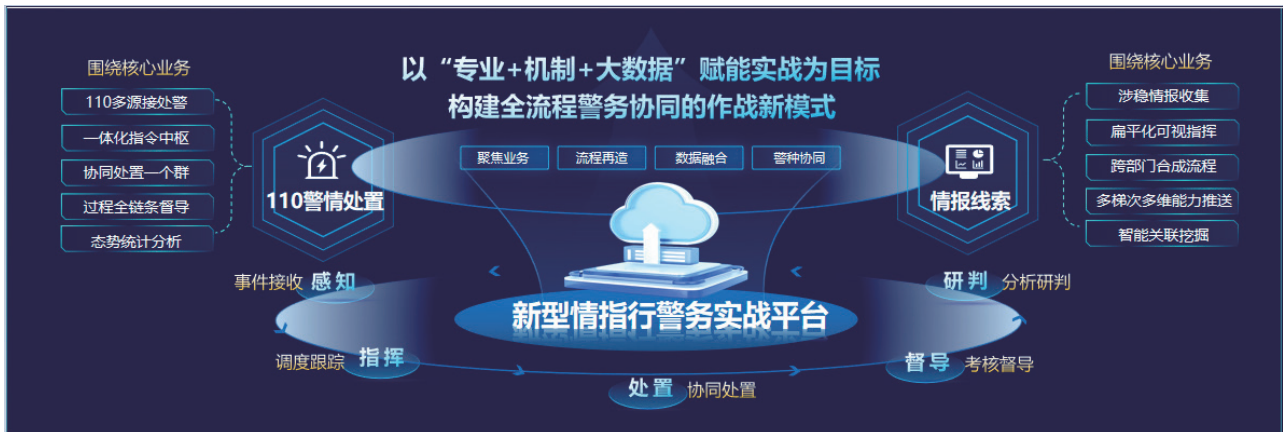 以“专业+机制+大数据”赋能实战为目标
构建全流程警务协同的作战新模式
围绕核心业务
110多源接处警
一体化指令中枢
协同处置一个群
过程全链条督导
态势统计分析
110警情处置
聚焦业务
流程再造
数据融合
警种协同
情报线索
围绕核心业务
涉稳情报收集
扁平化可视指挥
跨部门合成流程
多梯次多维能力推送
智能关联挖掘
新型情指行警务实战平台
事件接收 感知
调度跟踪 指挥
处置 协同处置
督导 考核督导
研判 分析研判